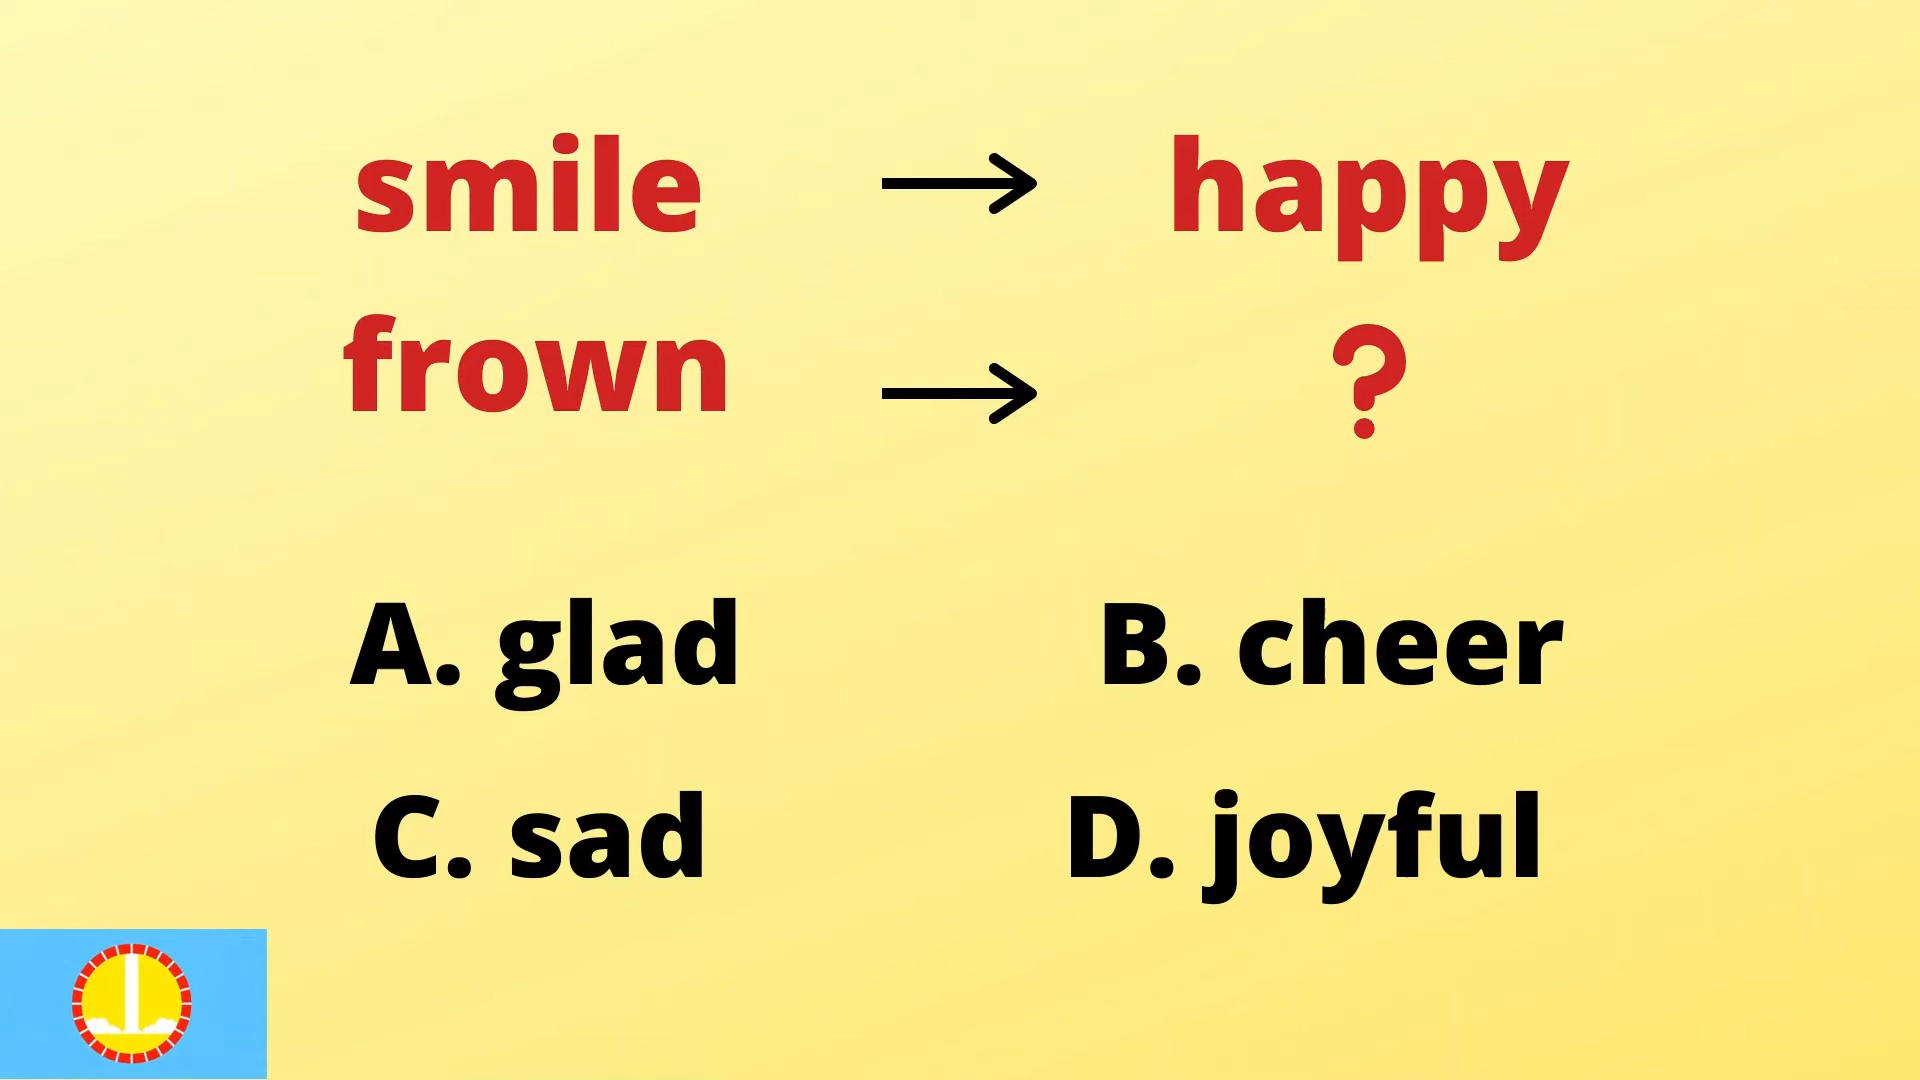 smile → happy
frown → ?
A. glad B. cheer
C. sad D. joyful